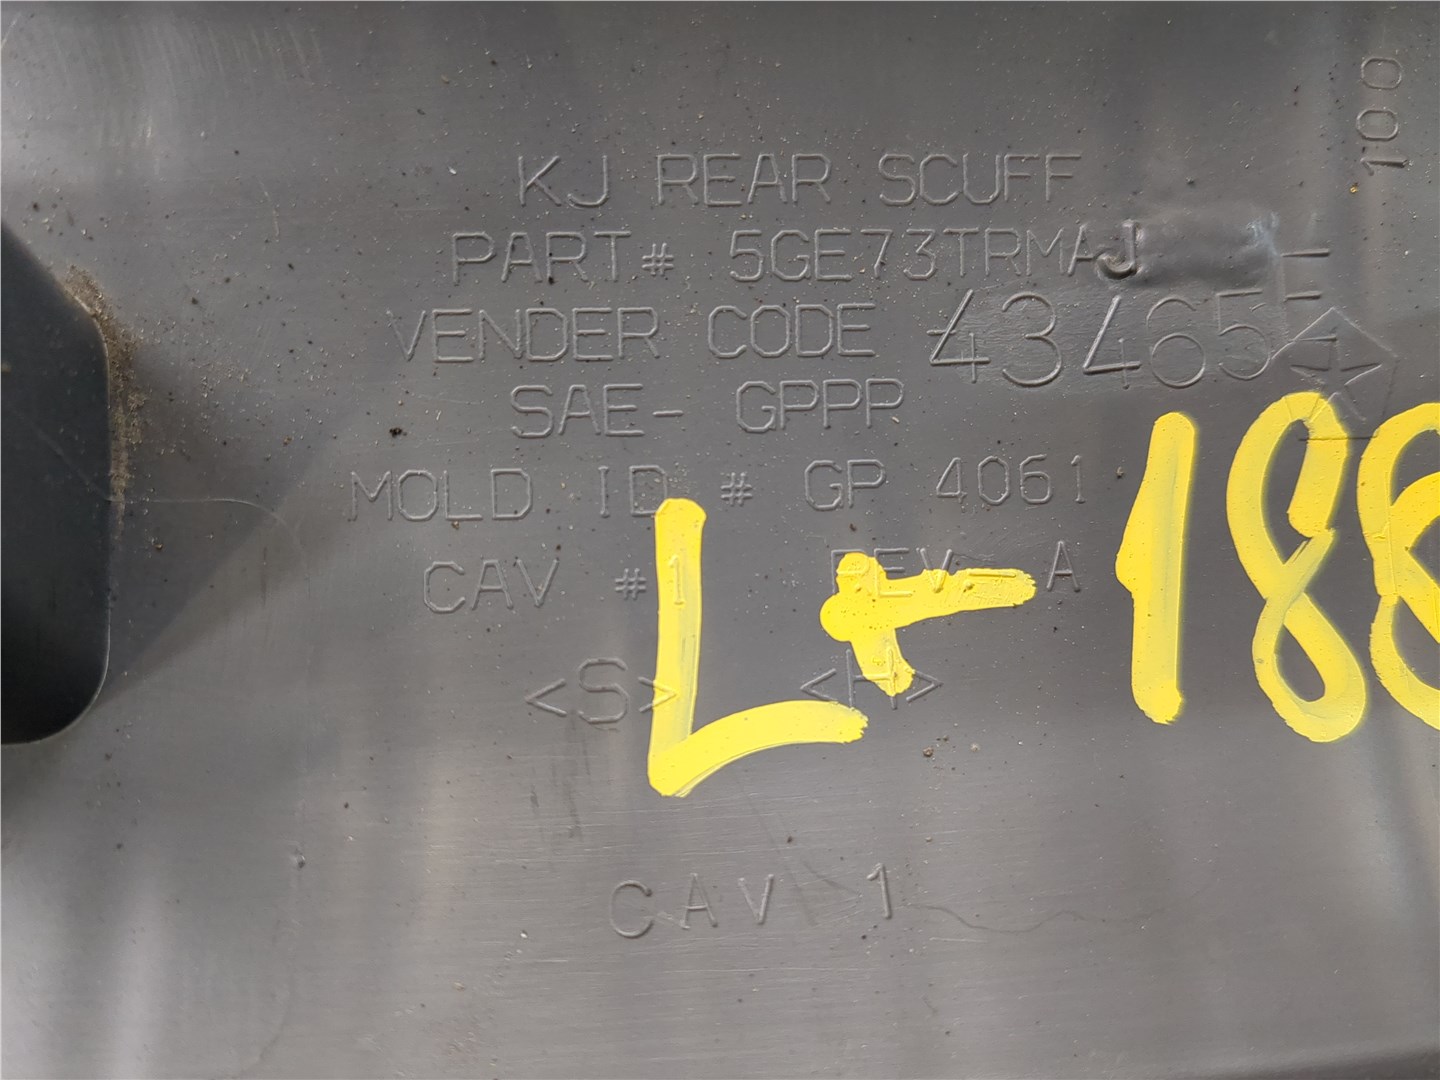 100
KJ REAR SCUFF
PART# 5GE73TRMAJ
VENDER CODE 43465
SAE- GPPP
MOLD ID # GP 4061
CAV #1 REV- A
<S> <H>
L- 188
CAV 1